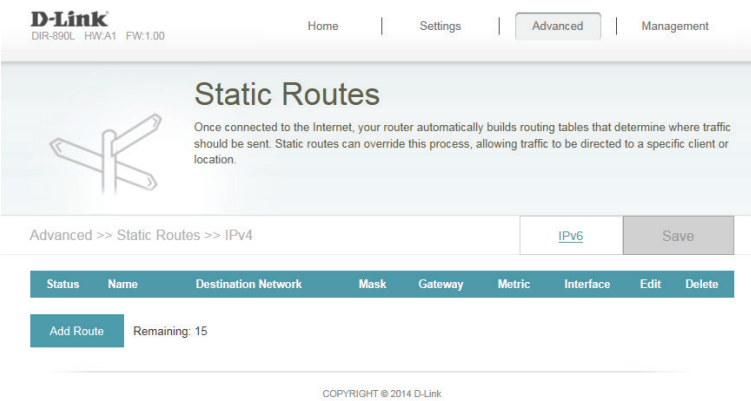 D-Link
DIR-890L HW:A1 FW:1.00
Home
Settings
Advanced
Management
Static Routes
Once connected to the Internet, your router automatically builds routing tables that determine where traffic
should be sent. Static routes can override this process, allowing traffic to be directed to a specific client or
location.
Advanced >> Static Routes >> IPv4
IPv6
Save
Status Name Destination Network Mask Gateway Metric Interface Edit Delete
Add Route
Remaining: 15
COPYRIGHT © 2014 D-Link